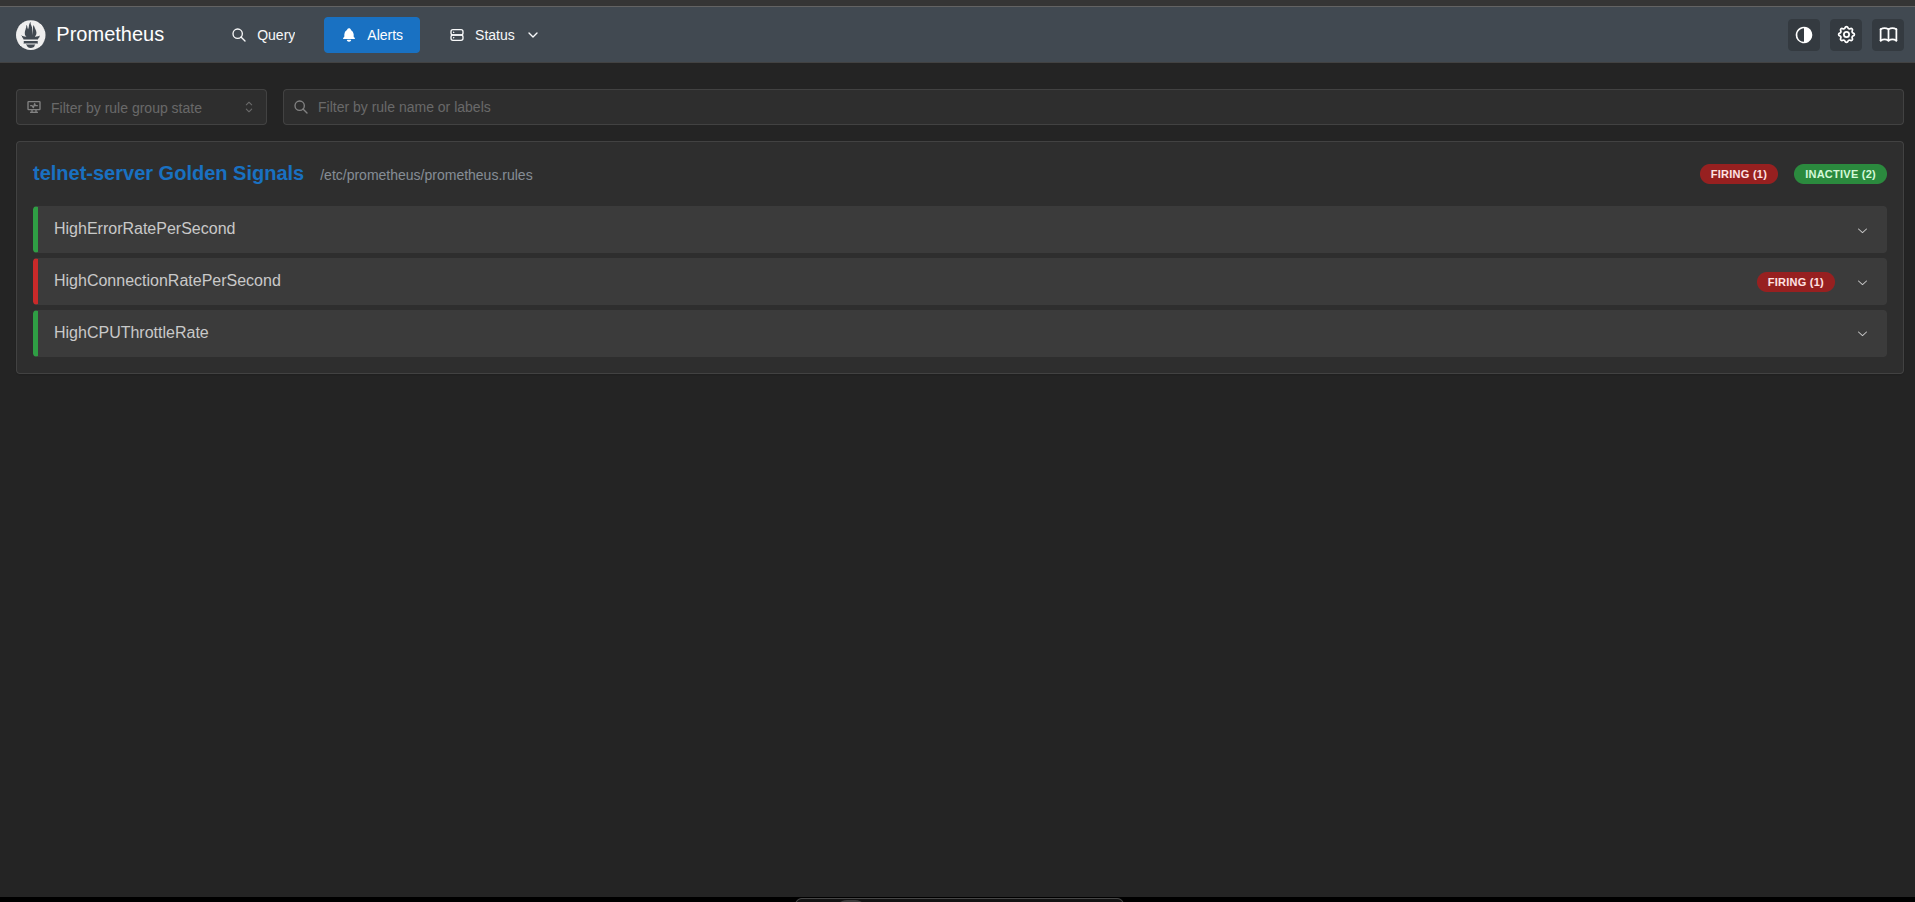 Prometheus Query Alerts Status
Filter by rule group state Filter by rule name or labels
telnet-server Golden Signals /etc/prometheus/prometheus.rules FIRING (1) INACTIVE (2)
HighErrorRatePerSecond
HighConnectionRatePerSecond FIRING (1)
HighCPUThrottleRate